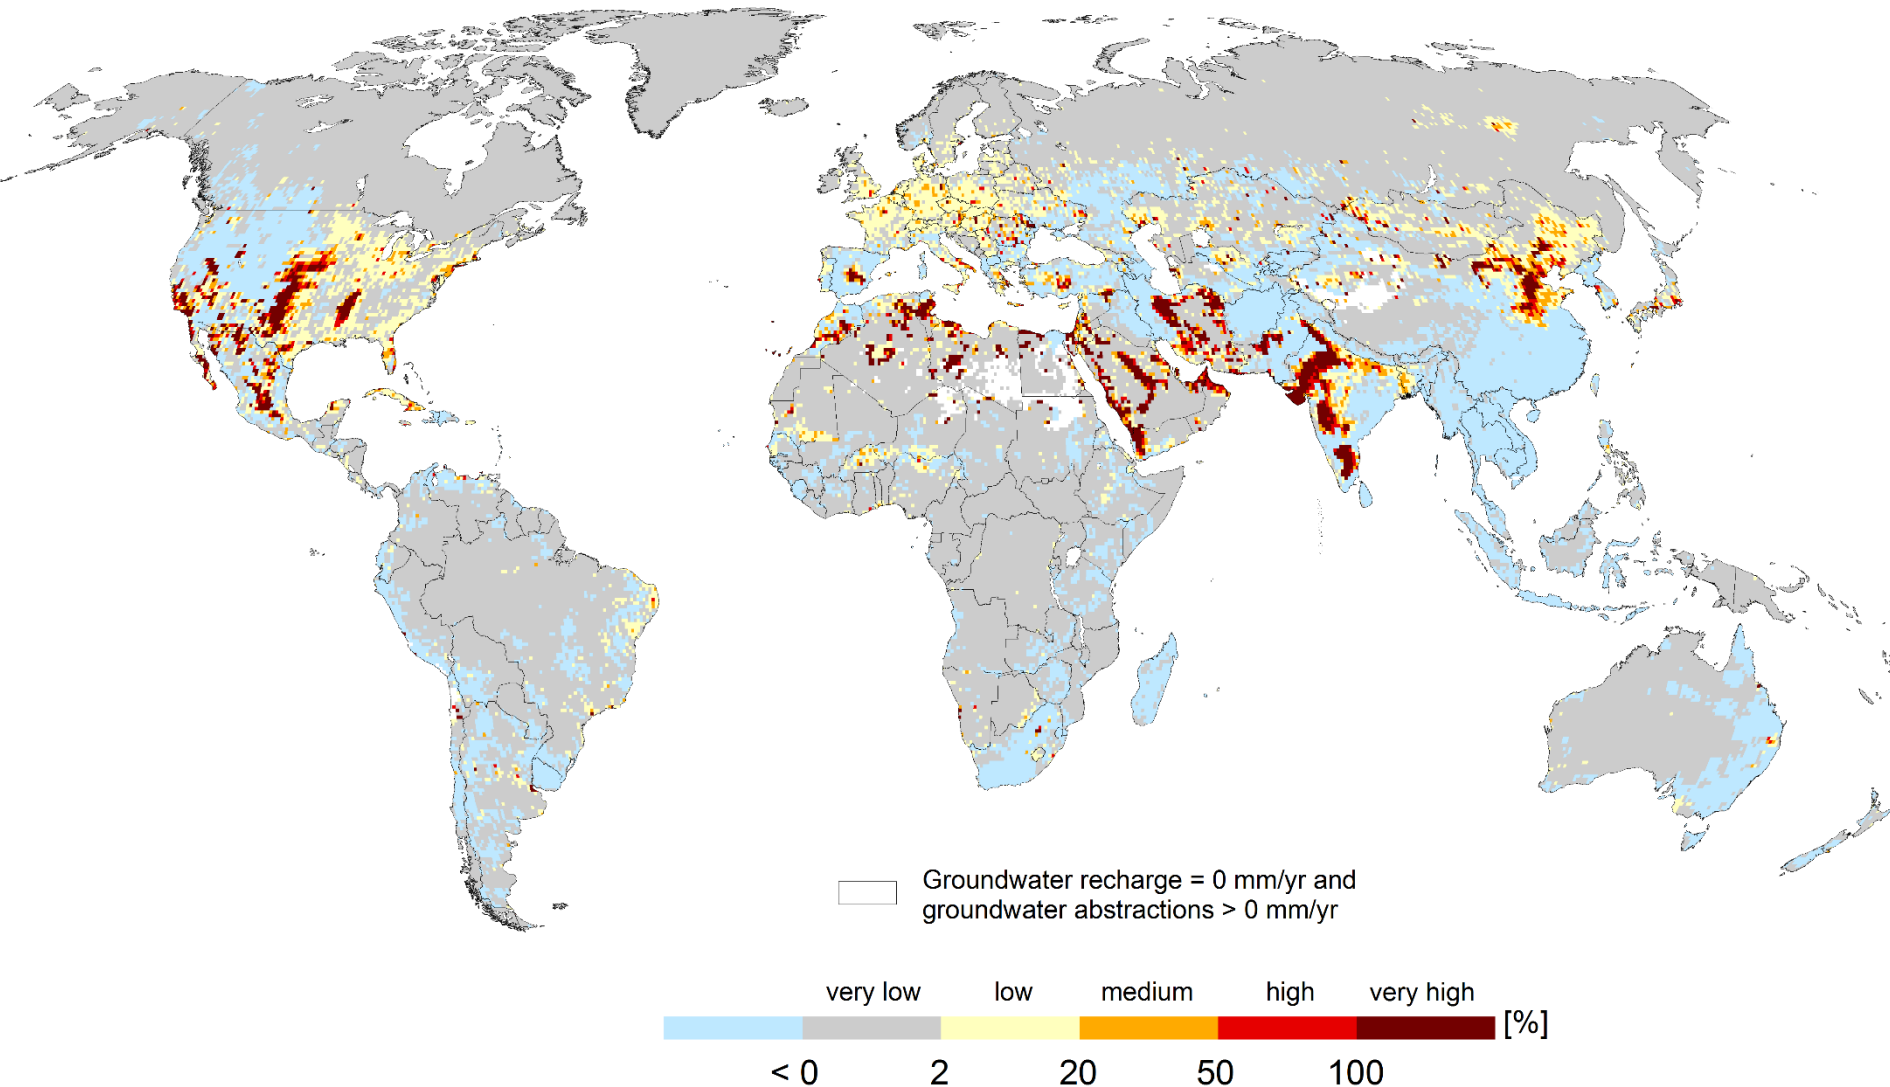 Groundwater recharge = 0 mm/yr and
groundwater abstractions > 0 mm/yr
very low low medium high very high
[%]
< 0 2 20 50 100